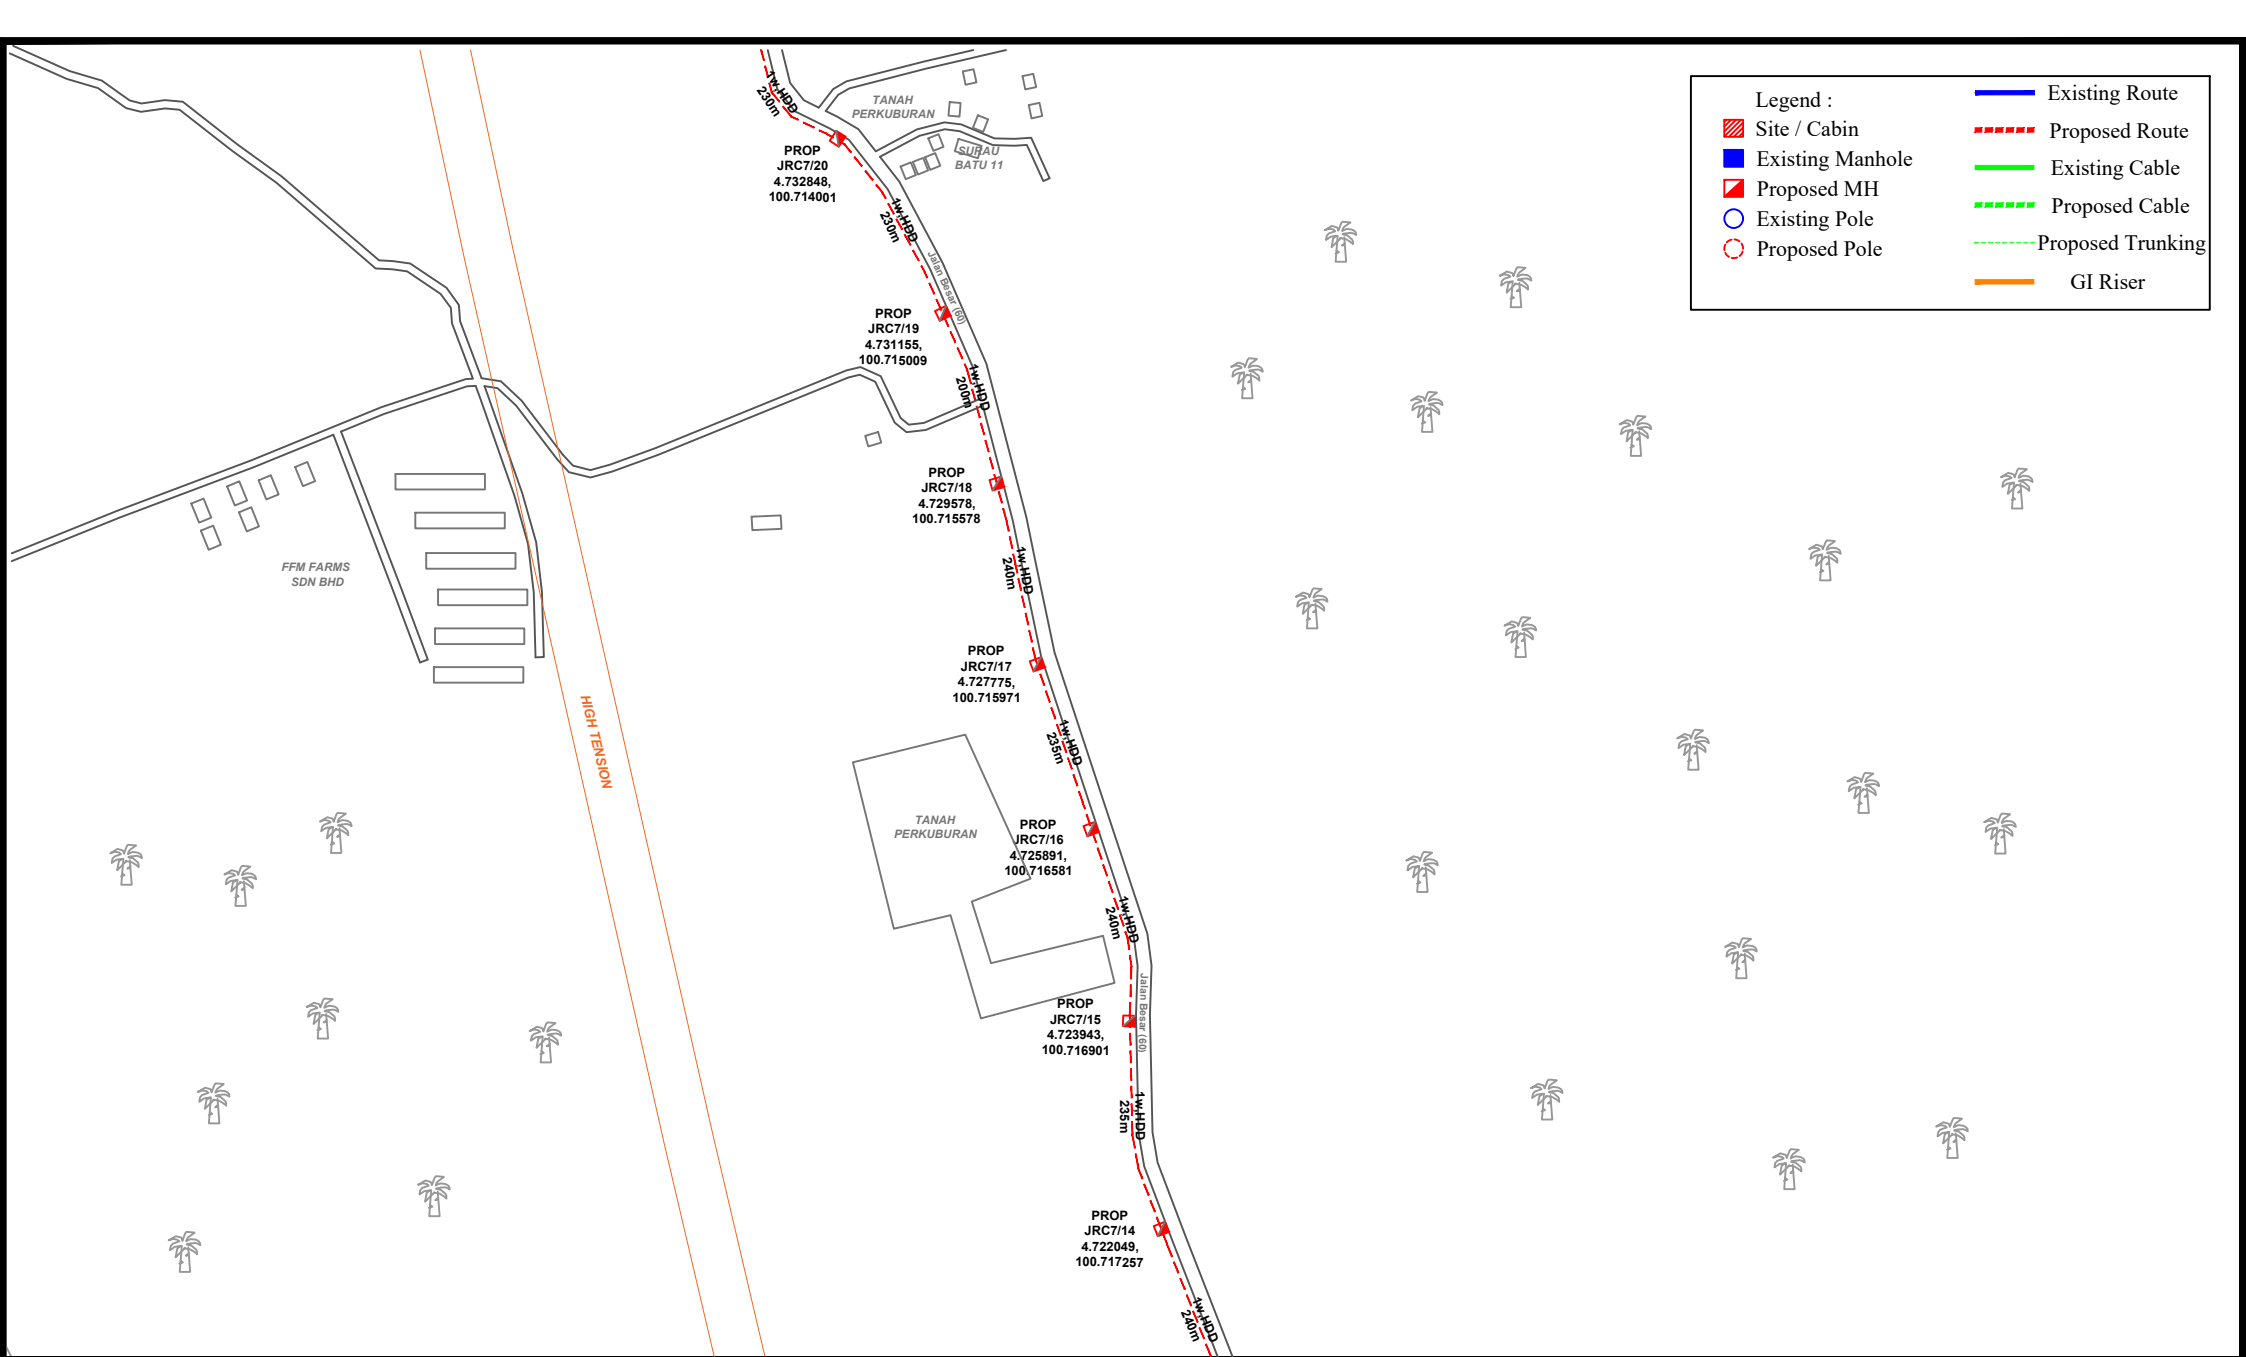 Legend :
Site / Cabin
Existing Manhole
Proposed MH
Existing Pole
Proposed Pole
Existing Route
Proposed Route
Existing Cable
Proposed Cable
Proposed Trunking
GI Riser
1w,HDD
230m
TANAH
PERKUBURAN
SURAU
BATU 11
PROP
JRC7/20
4.732848,
100.714001
1w,HDD
230m
Jalan Besar (60)
PROP
JRC7/19
4.731155,
100.715009
1w,HDD
200m
PROP
JRC7/18
4.729578,
100.715578
1w,HDD
240m
FFM FARMS
SDN BHD
PROP
JRC7/17
4.727775,
100.715971
HIGH TENSION
1w,HDD
235m
TANAH
PERKUBURAN
PROP
JRC7/16
4.725891,
100.716581
1w,HDD
240m
Jalan Besar (60)
PROP
JRC7/15
4.723943,
100.716901
1w,HDD
235m
PROP
JRC7/14
4.722049,
100.717257
1w,HDD
240m